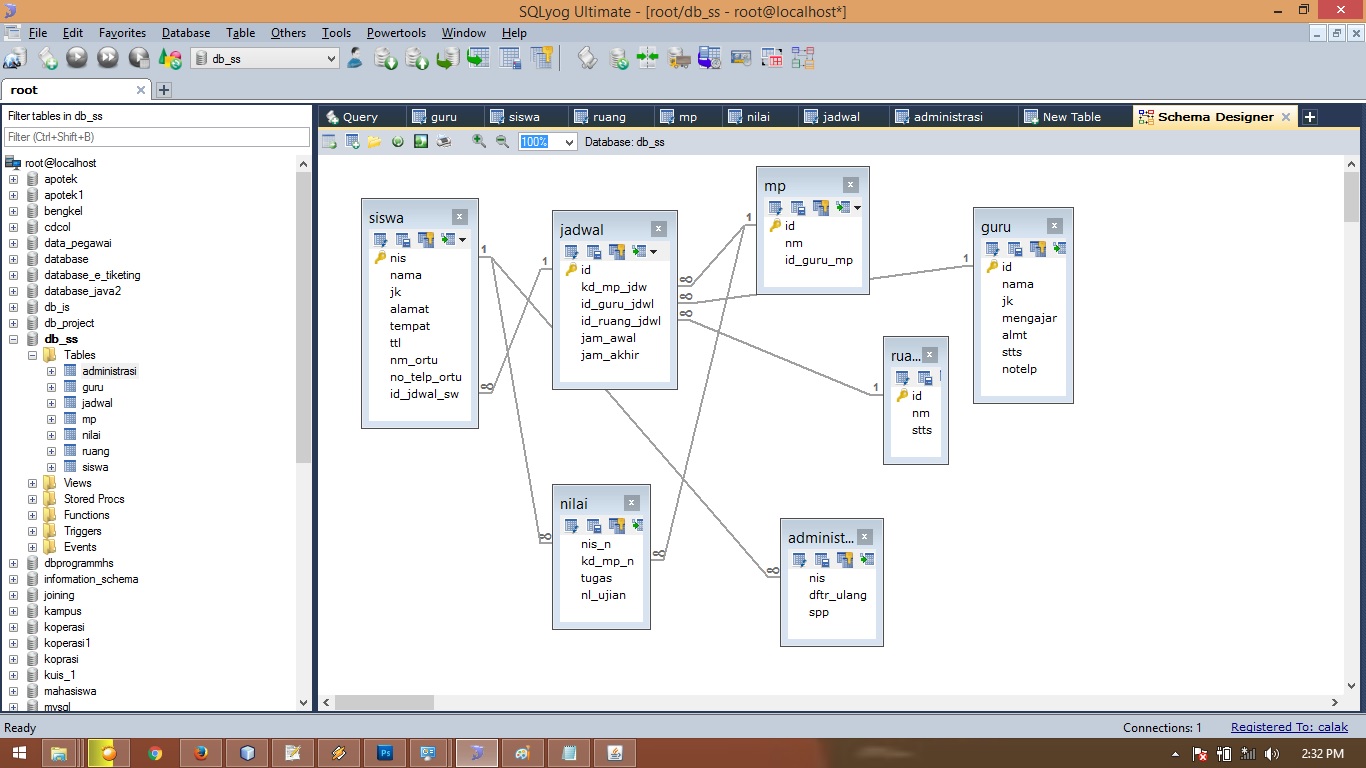 SQLyog Ultimate - [root/db_ss - root@localhost*]
File Edit Favorites Database Table Others Tools Powertools Window Help
db_ss
root
Filter tables in db_ss
Filter (Ctrl+Shift+B)
root@localhost
apotek
apotek1
bengkel
cdcol
data_pegawai
database
database_e_tiketing
database_java2
db_is
db_project
db_ss
Tables
administrasi
guru
jadwal
mp
nilai
ruang
siswa
Views
Stored Procs
Functions
Triggers
Events
dbprogrammhs
information_schema
joining
kampus
koperasi
koperasi1
koprasi
kuis_1
mahasiswa
mysql
Query guru siswa ruang mp nilai jadwal administrasi New Table Schema Designer
100% Database: db_ss
siswa
nis
nama
jk
alamat
tempat
ttl
nm_ortu
no_telp_ortu
id_jdwal_sw
1
∞
jadwal
id
kd_mp_jdw
id_guru_jdwl
id_ruang_jdwl
jam_awal
jam_akhir
1
∞
∞
∞
mp
id
nm
id_guru_mp
1
guru
id
nama
jk
mengajar
almt
stts
notelp
1
rua...
id
nm
stts
1
nilai
nis_n
kd_mp_n
tugas
nl_ujian
∞
∞
administ...
nis
dftr_ulang
spp
∞
Ready
Connections: 1
Registered To: calak
Ps
2:32 PM